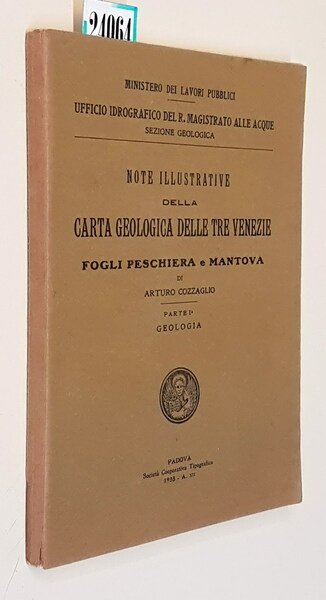 24064
MINISTERO DEI LAVORI PUBBLICI
UFFICIO IDROGRAFICO DEL R. MAGISTRATO ALLE ACQUE
SEZIONE GEOLOGICA
NOTE ILLUSTRATIVE
DELLA
CARTA GEOLOGICA DELLE TRE VENEZIE
FOGLI PESCHIERA e MANTOVA
DI
ARTURO COZZAGLIO
PARTE Iª
GEOLOGIA
PADOVA
Società Cooperativa Tipografica